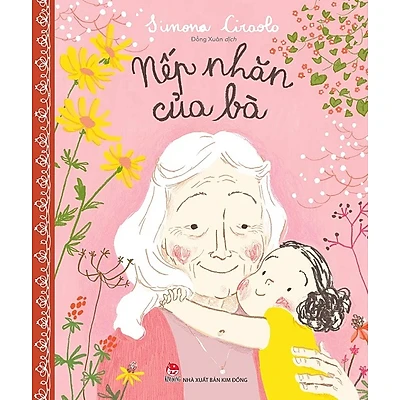 Simona Ciraolo
Đồng Xuân dịch
Nếp nhăn
của bà
NHÀ XUẤT BẢN KIM ĐỒNG